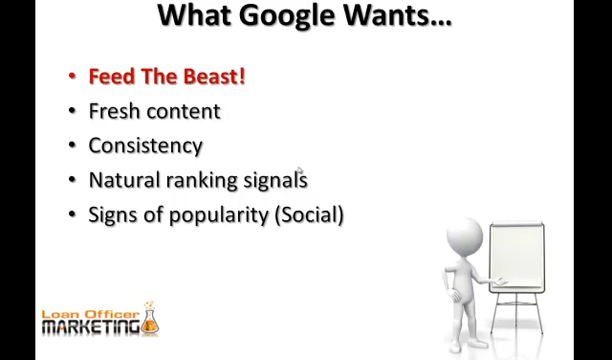 What Google Wants...
• Feed The Beast!
• Fresh content
• Consistency
• Natural ranking signals
• Signs of popularity (Social)
Loan Officer
MARKETING